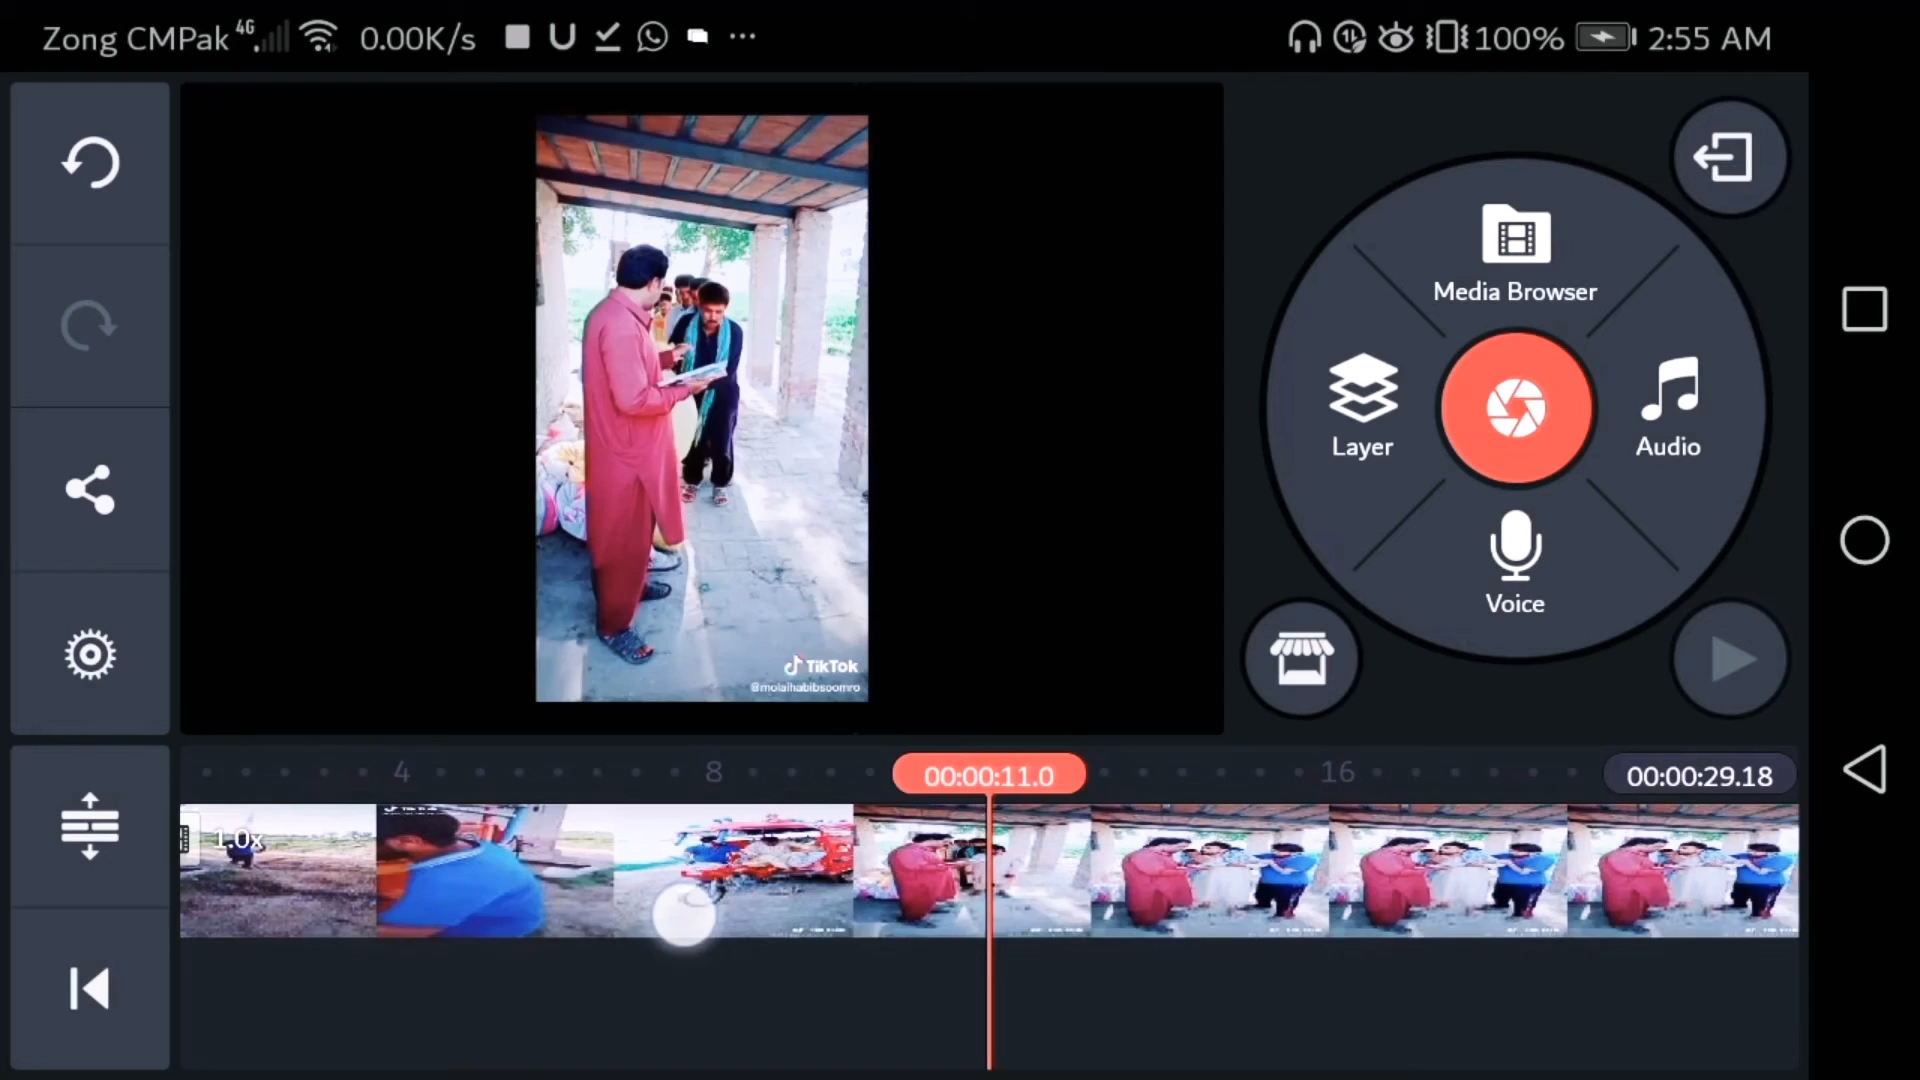 Zong CMPak 4G 0.00K/s 100% 2:55 AM
Media Browser
Layer
Audio
Voice
TikTok
@molaihabibsoomro
4 8 00:00:11.0 16 00:00:29.18
1.0x